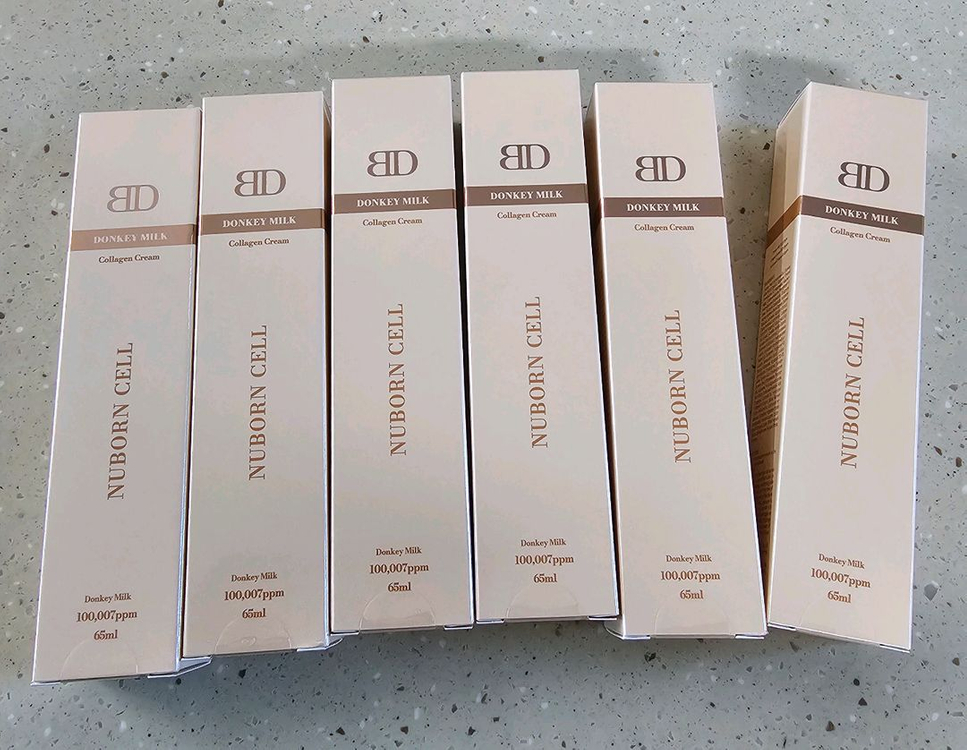 BD
DONKEY MILK
Collagen Cream
NUBORN CELL
Donkey Milk
100,007ppm
65ml
BD
DONKEY MILK
Collagen Cream
NUBORN CELL
Donkey Milk
100,007ppm
65ml
BD
DONKEY MILK
Collagen Cream
NUBORN CELL
Donkey Milk
100,007ppm
65ml
BD
DONKEY MILK
Collagen Cream
NUBORN CELL
Donkey Milk
100,007ppm
65ml
BD
DONKEY MILK
Collagen Cream
NUBORN CELL
Donkey Milk
100,007ppm
65ml
BD
DONKEY MILK
Collagen Cream
NUBORN CELL
Donkey Milk
100,007ppm
65ml